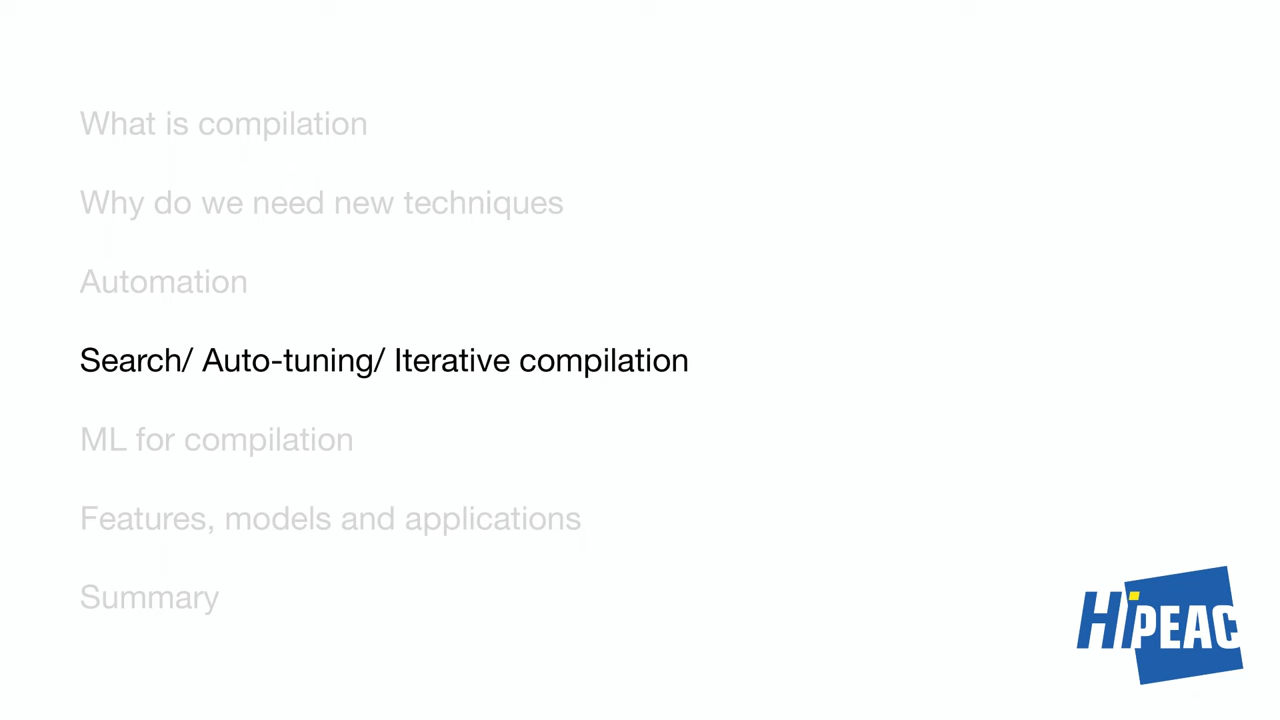 What is compilation
Why do we need new techniques
Automation
Search/ Auto-tuning/ Iterative compilation
ML for compilation
Features, models and applications
Summary
HiPEAC